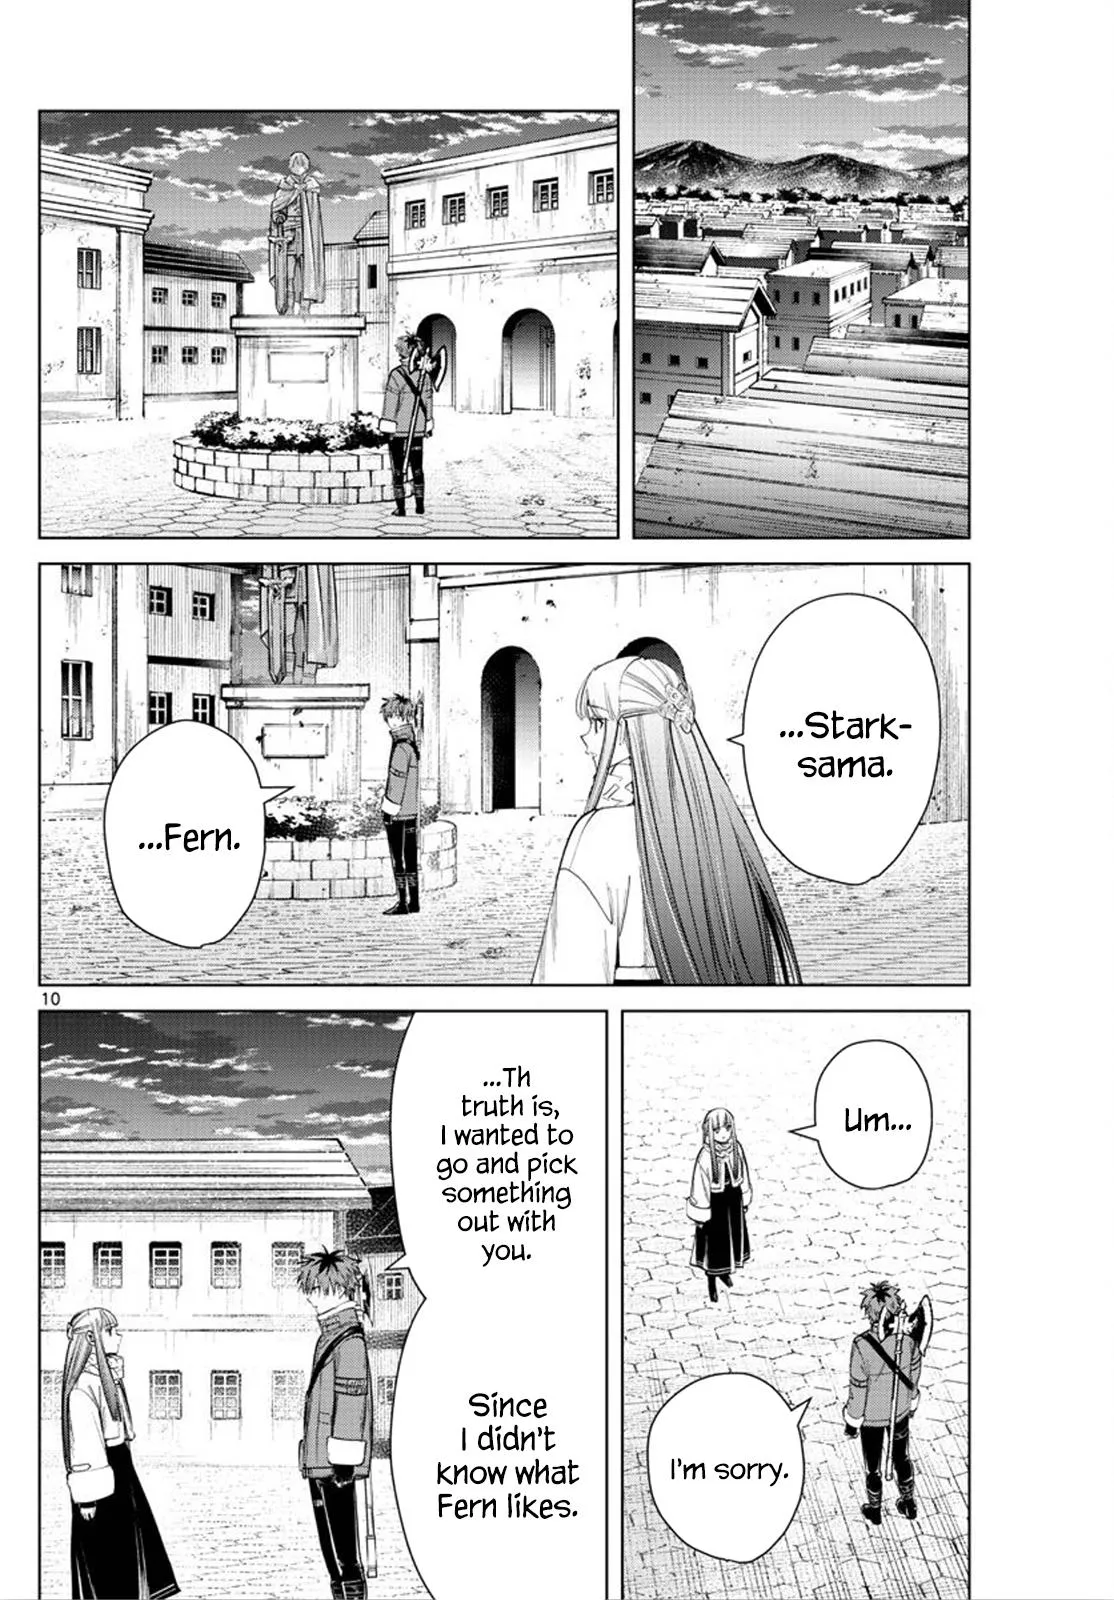 ...Stark-
sama.
...Fern.
10
Um...
I'm sorry.
...Th
truth is,
I wanted to
go and pick
something
out with
you.
Since
I didn't
know what
Fern likes.